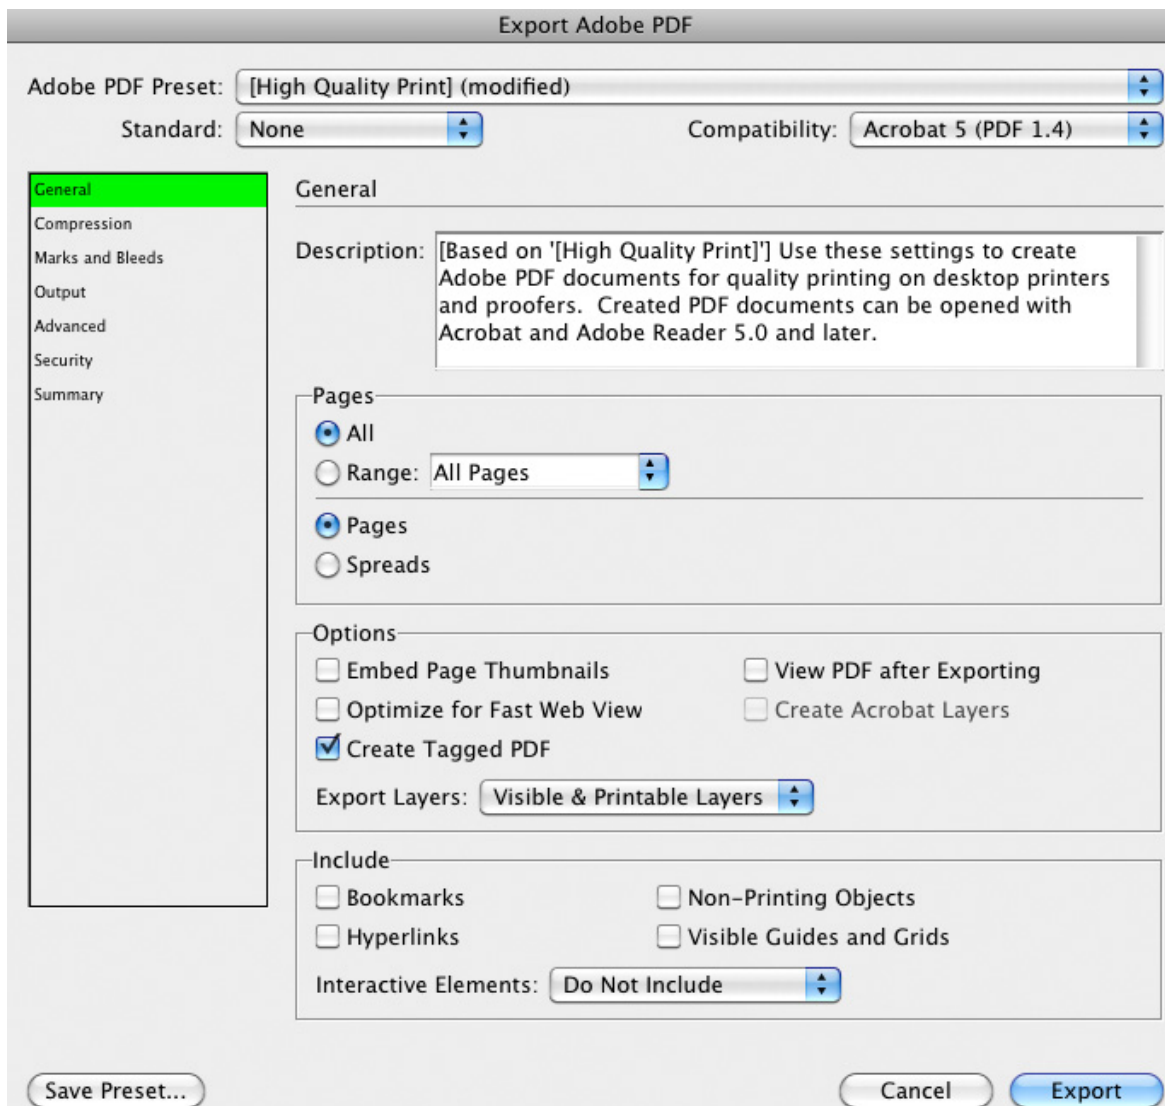 Export Adobe PDF
Adobe PDF Preset: [High Quality Print] (modified)
Standard: None Compatibility: Acrobat 5 (PDF 1.4)
General
Compression
Marks and Bleeds
Output
Advanced
Security
Summary
General
Description: [Based on '[High Quality Print]'] Use these settings to create
Adobe PDF documents for quality printing on desktop printers
and proofers. Created PDF documents can be opened with
Acrobat and Adobe Reader 5.0 and later.
Pages
All
Range: All Pages
Pages
Spreads
Options
Embed Page Thumbnails View PDF after Exporting
Optimize for Fast Web View Create Acrobat Layers
Create Tagged PDF
Export Layers: Visible & Printable Layers
Include
Bookmarks Non-Printing Objects
Hyperlinks Visible Guides and Grids
Interactive Elements: Do Not Include
Save Preset... Cancel Export